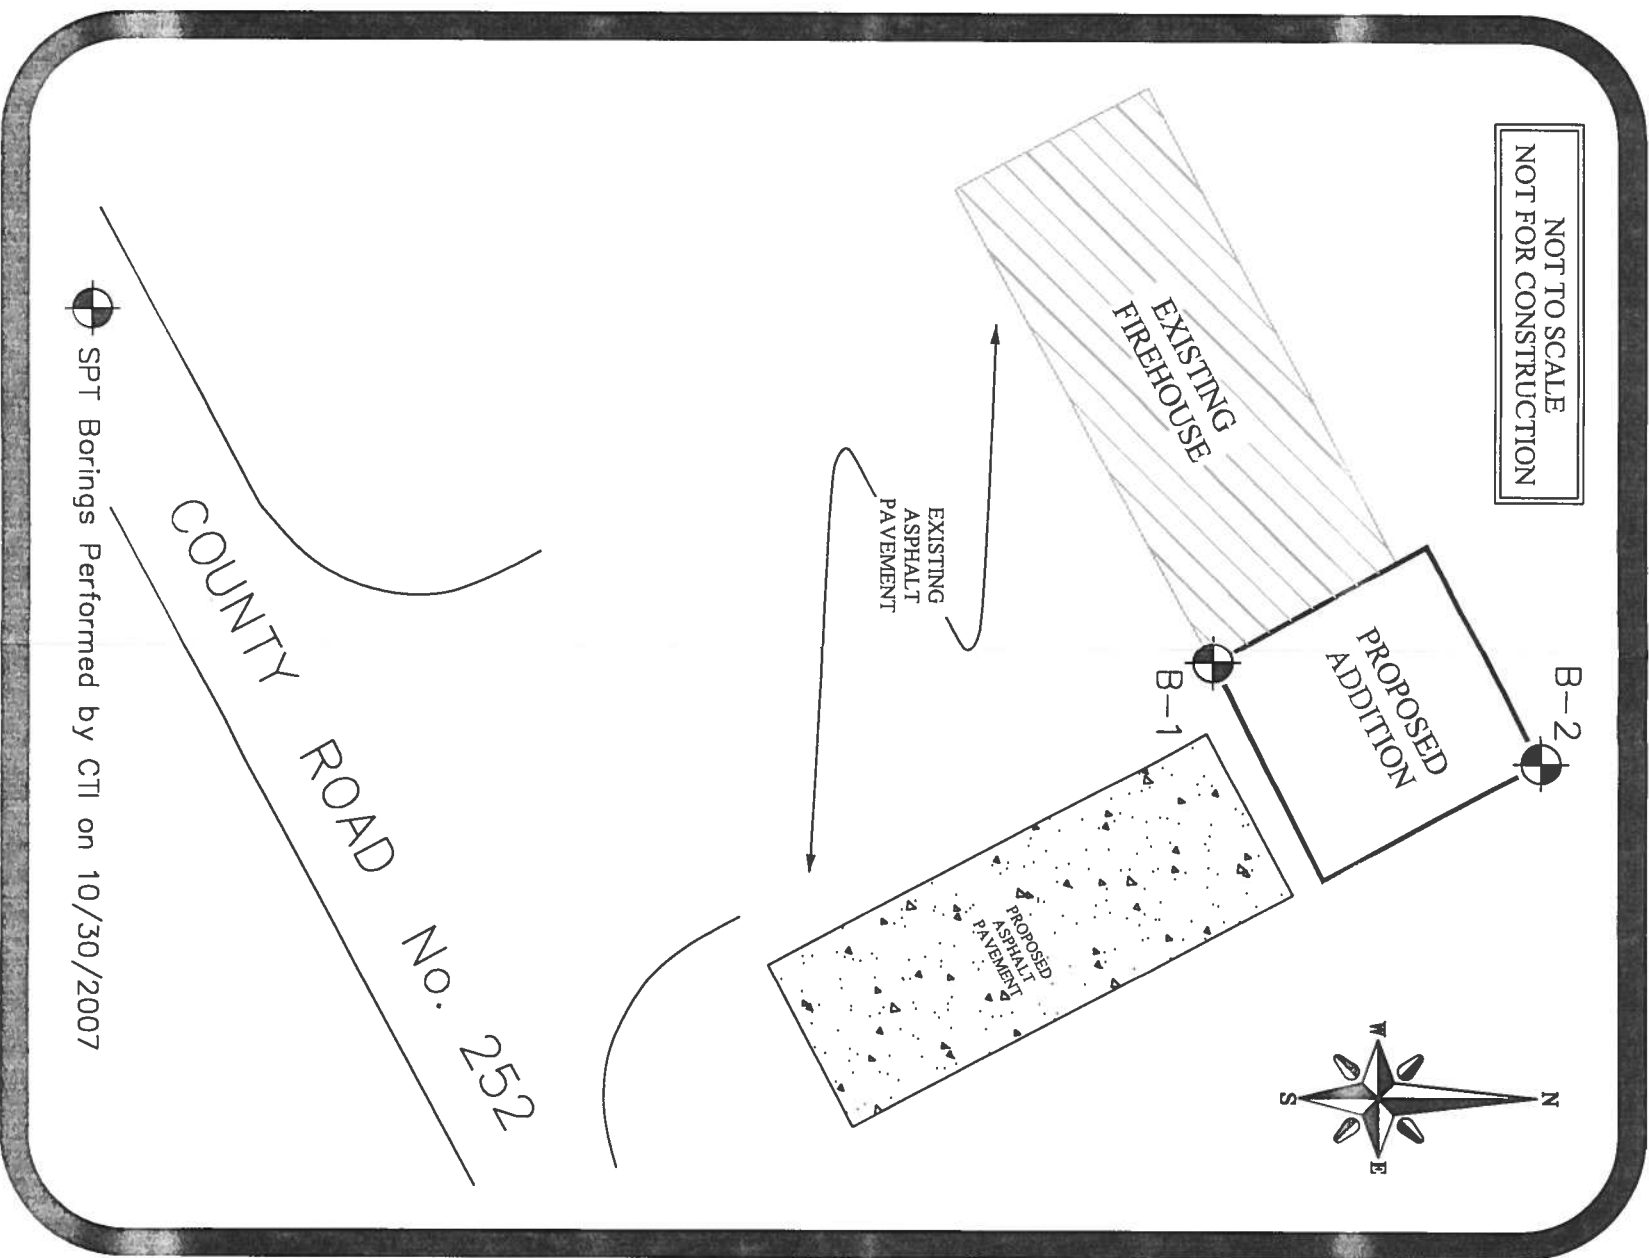 NOT TO SCALE
NOT FOR CONSTRUCTION
B-2
PROPOSED
ADDITION
EXISTING
FIREHOUSE
B-1
N
W
E
S
EXISTING
ASPHALT
PAVEMENT
PROPOSED
ASPHALT
PAVEMENT
COUNTY ROAD No. 252
SPT Borings Performed by CTI on 10/30/2007